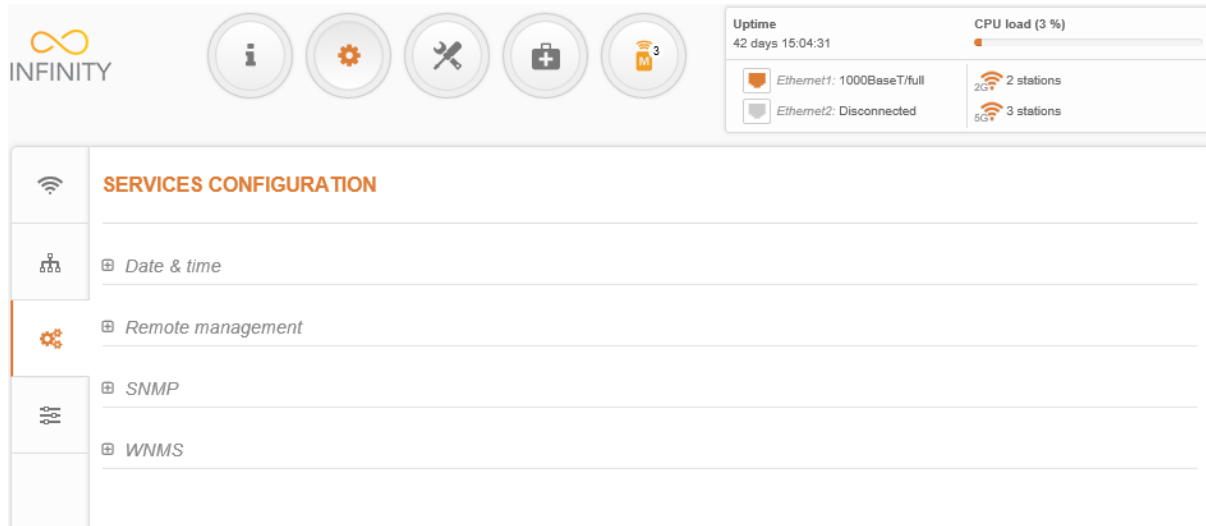 INFINITY
M
3
Uptime
42 days 15:04:31
CPU load (3 %)
Ethernet1: 1000BaseT/full
2G 2 stations
Ethernet2: Disconnected
5G 3 stations
SERVICES CONFIGURATION
Date & time
Remote management
SNMP
WNMS